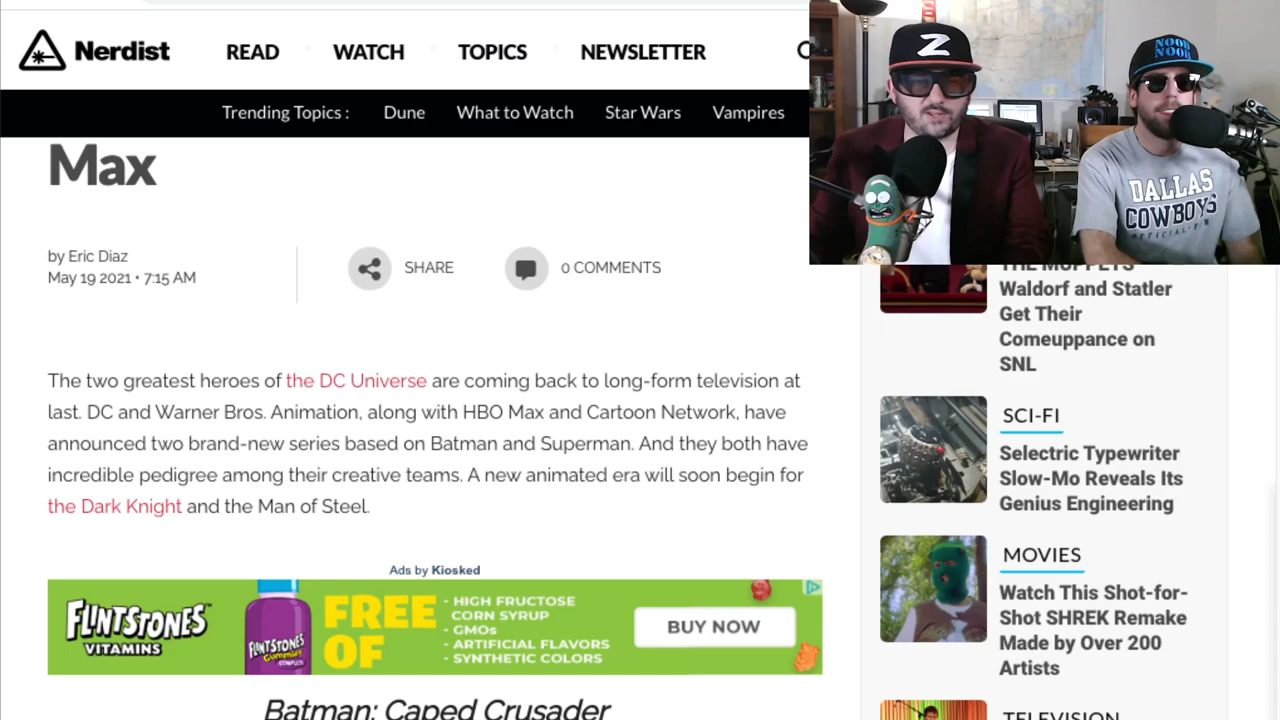 Nerdist
READ
WATCH
TOPICS
NEWSLETTER
Trending Topics :
Dune
What to Watch
Star Wars
Vampires
Max
by Eric Diaz
May 19 2021 • 7:15 AM
SHARE
0 COMMENTS
The two greatest heroes of the DC Universe are coming back to long-form television at
last. DC and Warner Bros. Animation, along with HBO Max and Cartoon Network, have
announced two brand-new series based on Batman and Superman. And they both have
incredible pedigree among their creative teams. A new animated era will soon begin for
the Dark Knight and the Man of Steel.
Ads by Kiosked
FLINTSTONES
VITAMINS
FLINTSTONES
FREE
OF
- HIGH FRUCTOSE
CORN SYRUP
- GMOs
- ARTIFICIAL FLAVORS
- SYNTHETIC COLORS
BUY NOW
Batman: Caped Crusader
Z
NOOB
NOOB
DALLAS
COWBOYS
THE MUPPETS'
Waldorf and Statler
Get Their
Comeuppance on
SNL
SCI-FI
Selectric Typewriter
Slow-Mo Reveals Its
Genius Engineering
MOVIES
Watch This Shot-for-
Shot SHREK Remake
Made by Over 200
Artists
TELEVISION